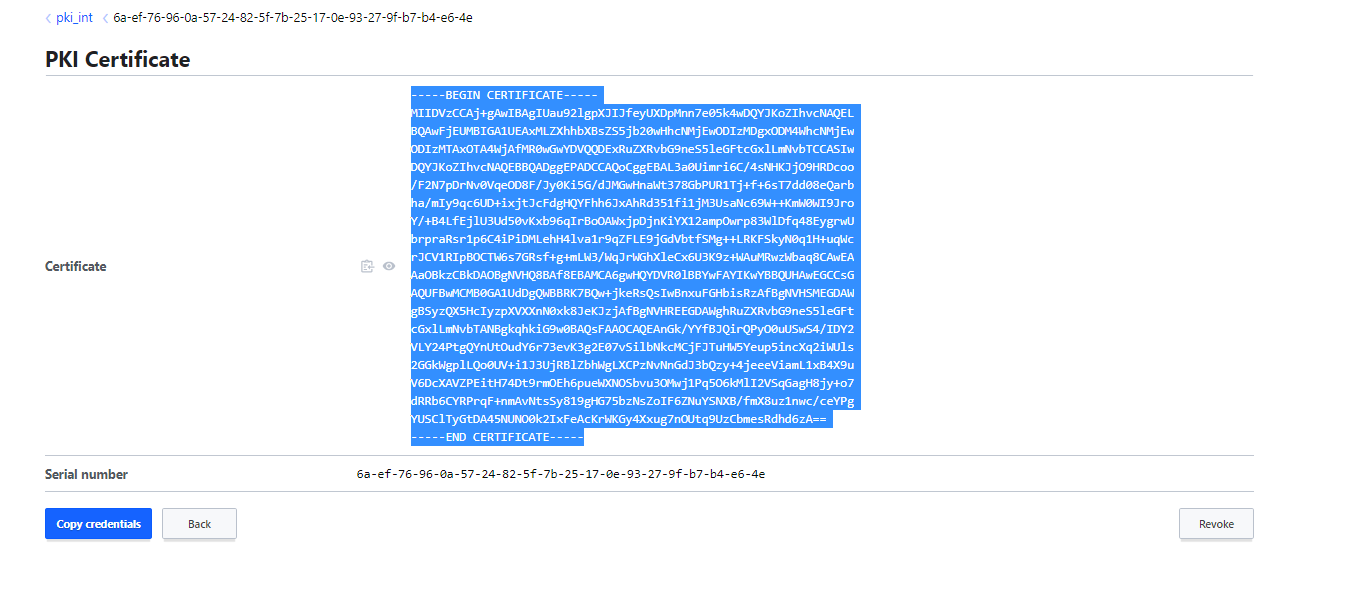 pki_int 6a-ef-76-96-0a-57-24-82-5f-7b-25-17-0e-93-27-9f-b7-b4-e6-4e
PKI Certificate
Certificate
-----BEGIN CERTIFICATE-----
MIIDVzCCAj+gAwIBAgIUau92lgpXJIJfeyUXDpMnn7e05k4wDQYJKoZIhvcNAQEL
BQAwFjEUMBIGA1UEAxMLZXhhbXBsZS5jb20wHhcNMjEwODIzMDgxODM4WhcNMjEw
ODIzMTAxOTA4WjAfMR0wGwYDVQQDExRuZXRvbG9neS5leGFtcGxlLmNvbTCCASIw
DQYJKoZIhvcNAQEBBQADggEPADCCAQoCggEBAL3a0Uimri6C/4sNHKJjO9HRDcoo
/F2N7pDrNv0VqeOD8F/Jy0Ki5G/dJMGwHnaWt378GbPUR1Tj+f+6sT7dd08eQarb
ha/mIy9qc6UD+ixjtJcFdgHQYFhh6JxAhRd351fi1jM3UsaNc69W++KmW0WI9Jro
Y/+B4LfEjlU3Ud50vKxb96qIrBoOAWxjpDjnKiYX12ampOwrp83WlDfq48EygrwU
brpraRsr1p6C4iPiDMLehH4lva1r9qZFLE9jGdVbtfSMg++LRKFSkyN0q1H+uqWc
rJCV1RIpBOCTW6s7GRsf+g+mLW3/WqJrWGhXleCx6U3K9z+WAuMRwzWbaq8CAwEA
AaOBkzCBkDAOBgNVHQ8BAf8EBAMCA6gwHQYDVR0lBBYwFAYIKwYBBQUHAwEGCCsG
AQUFBwMCMB0GA1UdDgQWBBRK7BQw+jkeRsQsIwBnxuFGHbisRzAfBgNVHSMEGDAW
gBSyzQX5HcIyzpXVXXnN0xk8JeKJzjAfBgNVHREEGDAWghRuZXRvbG9neS5leGFt
cGxlLmNvbTANBgkqhkiG9w0BAQsFAAOCAQEAnGk/YYfBJQirQPyO0uUSwS4/IDY2
VLY24PtgQYnUtOudY6r73evK3g2E07vSilbNkcMCjFJTuHW5Yeup5incXq2iWUls
2GGkWgplLQo0UV+i1J3UjRBlZbhWgLXCPzNvNnGdJ3bQzy+4jeeeViamL1xB4X9u
V6DcXAVZPEitH74Dt9rmOEh6pueWXNOSbvu3OMwj1Pq5O6kMlI2VSqGagH8jy+o7
dRRb6CYRPrqF+nmAvNtsSy819gHG75bzNsZoIF6ZNuYSNXB/fmX8uz1nwc/ceYPg
YUSClTyGtDA45NUNO0k2IxFeAcKrWKGy4Xxug7nOUtq9UzCbmesRdhd6zA==
-----END CERTIFICATE-----
Serial number 6a-ef-76-96-0a-57-24-82-5f-7b-25-17-0e-93-27-9f-b7-b4-e6-4e
Copy credentials Back Revoke